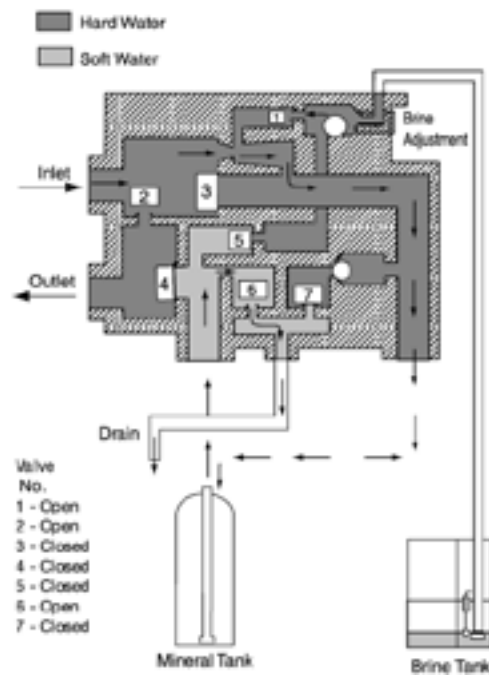 Hard Water
Soft Water
1
Brine
Adjustment
Inlet
2
3
5
Outlet
4
6
7
Drain
Valve
No.
1 - Open
2 - Open
3 - Closed
4 - Closed
5 - Closed
6 - Open
7 - Closed
Mineral Tank
Brine Tank